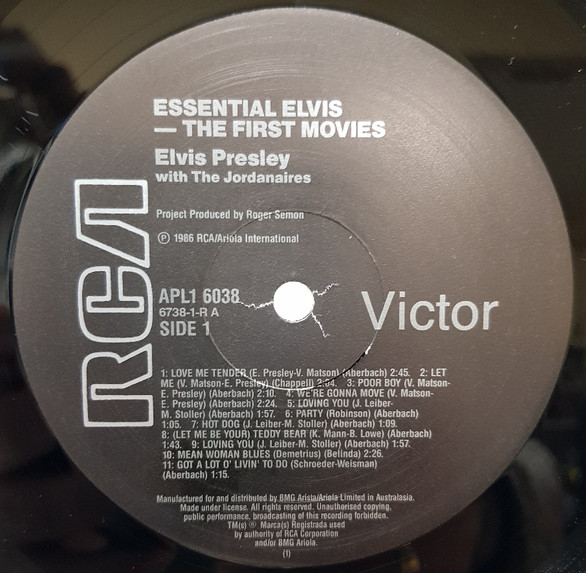 ESSENTIAL ELVIS
— THE FIRST MOVIES
Elvis Presley
with The Jordanaires
Project Produced by Roger Semon
Ⓟ 1986 RCA/Ariola International
RCA
APL1 6038
6738-1-R A
SIDE 1
Victor
1: LOVE ME TENDER (E. Presley-V. Matson) (Aberbach) 2:45. 2: LET
ME (V. Matson-E. Presley) (Chappell) 2:04. 3: POOR BOY (V. Matson-
E. Presley) (Aberbach) 2:10. 4: WE'RE GONNA MOVE (V. Matson-
E. Presley) (Aberbach) 2:24. 5: LOVING YOU (J. Leiber-
M. Stoller) (Aberbach) 1:57. 6: PARTY (Robinson) (Aberbach)
1:05. 7: HOT DOG (J. Leiber-M. Stoller) (Aberbach) 1:09.
8: (LET ME BE YOUR) TEDDY BEAR (K. Mann-B. Lowe) (Aberbach)
1:43. 9: LOVING YOU (J. Leiber-M. Stoller) (Aberbach) 1:57.
10: MEAN WOMAN BLUES (Demetrius) (Belinda) 2:26.
11: GOT A LOT O' LIVIN' TO DO (Schroeder-Weisman)
(Aberbach) 1:15.
Manufactured for and distributed by BMG Arista/Ariola Limited in Australasia.
Made under license. All rights reserved. Unauthorised copying,
public performance, broadcasting of this recording forbidden.
TM(s) ® Marca(s) Registrada used
by authority of RCA Corporation
and/or BMG Ariola.
(1)